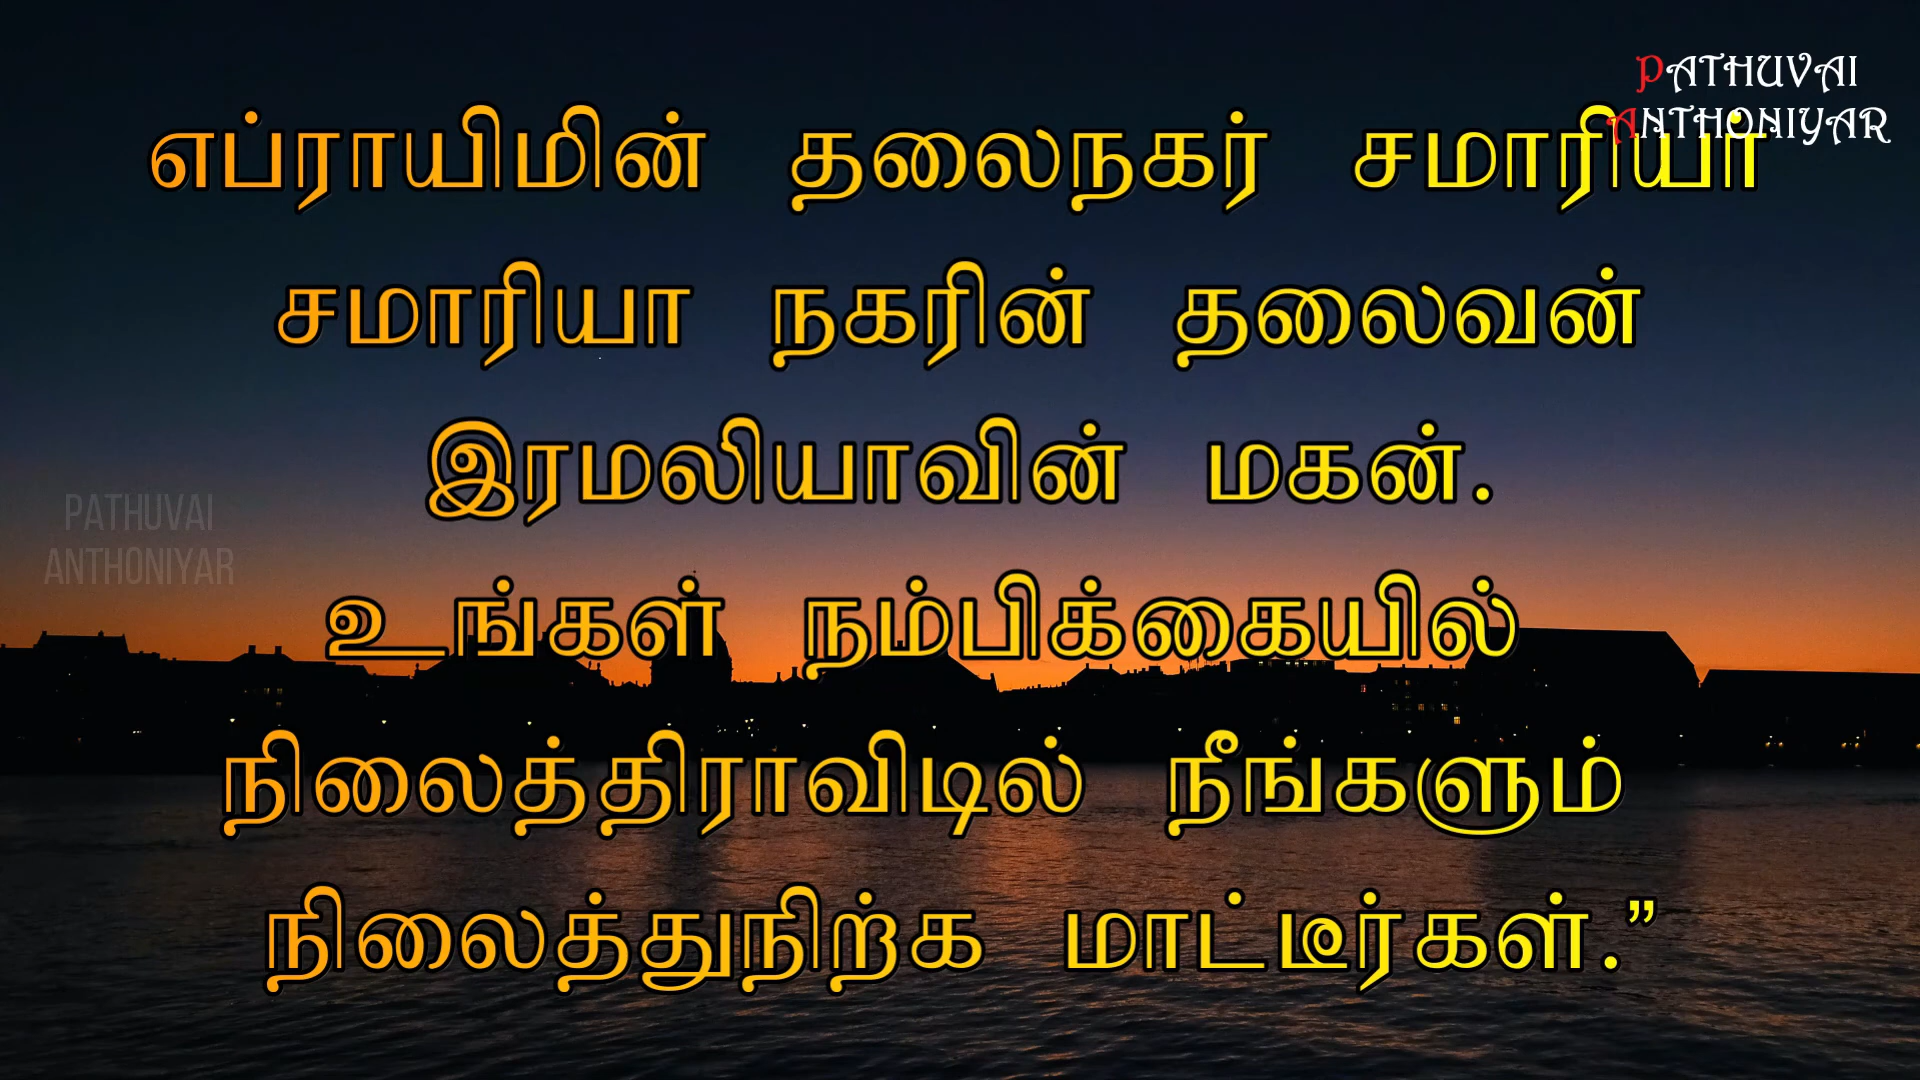 PATHUVAI
ANTHONIYAR
எப்ராயிமின் தலைநகர் சமாரியா
சமாரியா நகரின் தலைவன்
இரமலியாவின் மகன்.
உங்கள் நம்பிக்கையில்
நிலைத்திராவிடில் நீங்களும்
நிலைத்துநிற்க மாட்டீர்கள்.”
PATHUVAI
ANTHONIYAR